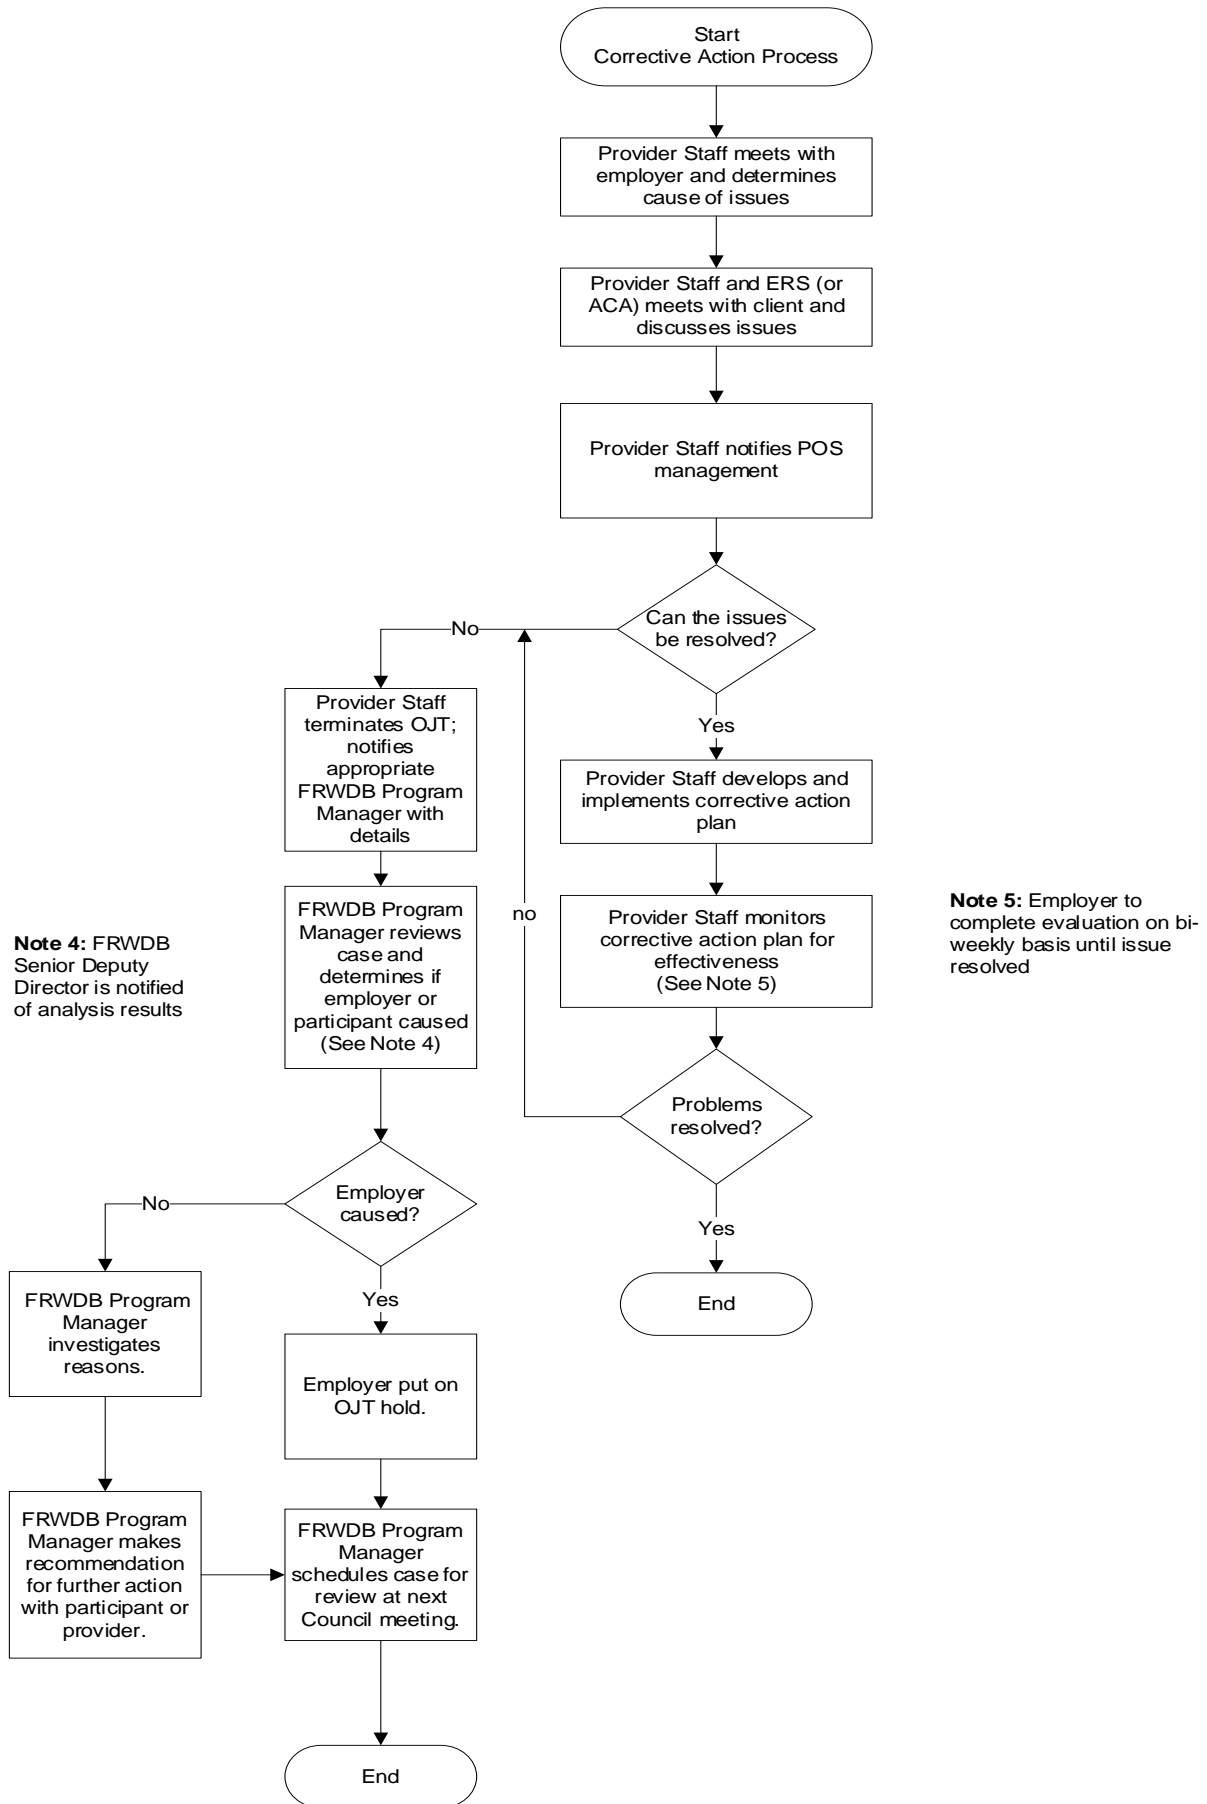 Start
Corrective Action Process
Provider Staff meets with
employer and determines
cause of issues
Provider Staff and ERS (or
ACA) meets with client and
discusses issues
Provider Staff notifies POS
management
Can the issues
be resolved?
No
Yes
Provider Staff
terminates OJT;
notifies
appropriate
FRWDB Program
Manager with
details
Provider Staff develops and
implements corrective action
plan
FRWDB Program
Manager reviews
case and
determines if
employer or
participant caused
(See Note 4)
no
Provider Staff monitors
corrective action plan for
effectiveness
(See Note 5)
Note 5: Employer to
complete evaluation on bi-
weekly basis until issue
resolved
Note 4: FRWDB
Senior Deputy
Director is notified
of analysis results
Problems
resolved?
Yes
End
Employer
caused?
No
Yes
FRWDB Program
Manager
investigates
reasons.
Employer put on
OJT hold.
FRWDB Program
Manager makes
recommendation
for further action
with participant or
provider.
FRWDB Program
Manager
schedules case for
review at next
Council meeting.
End